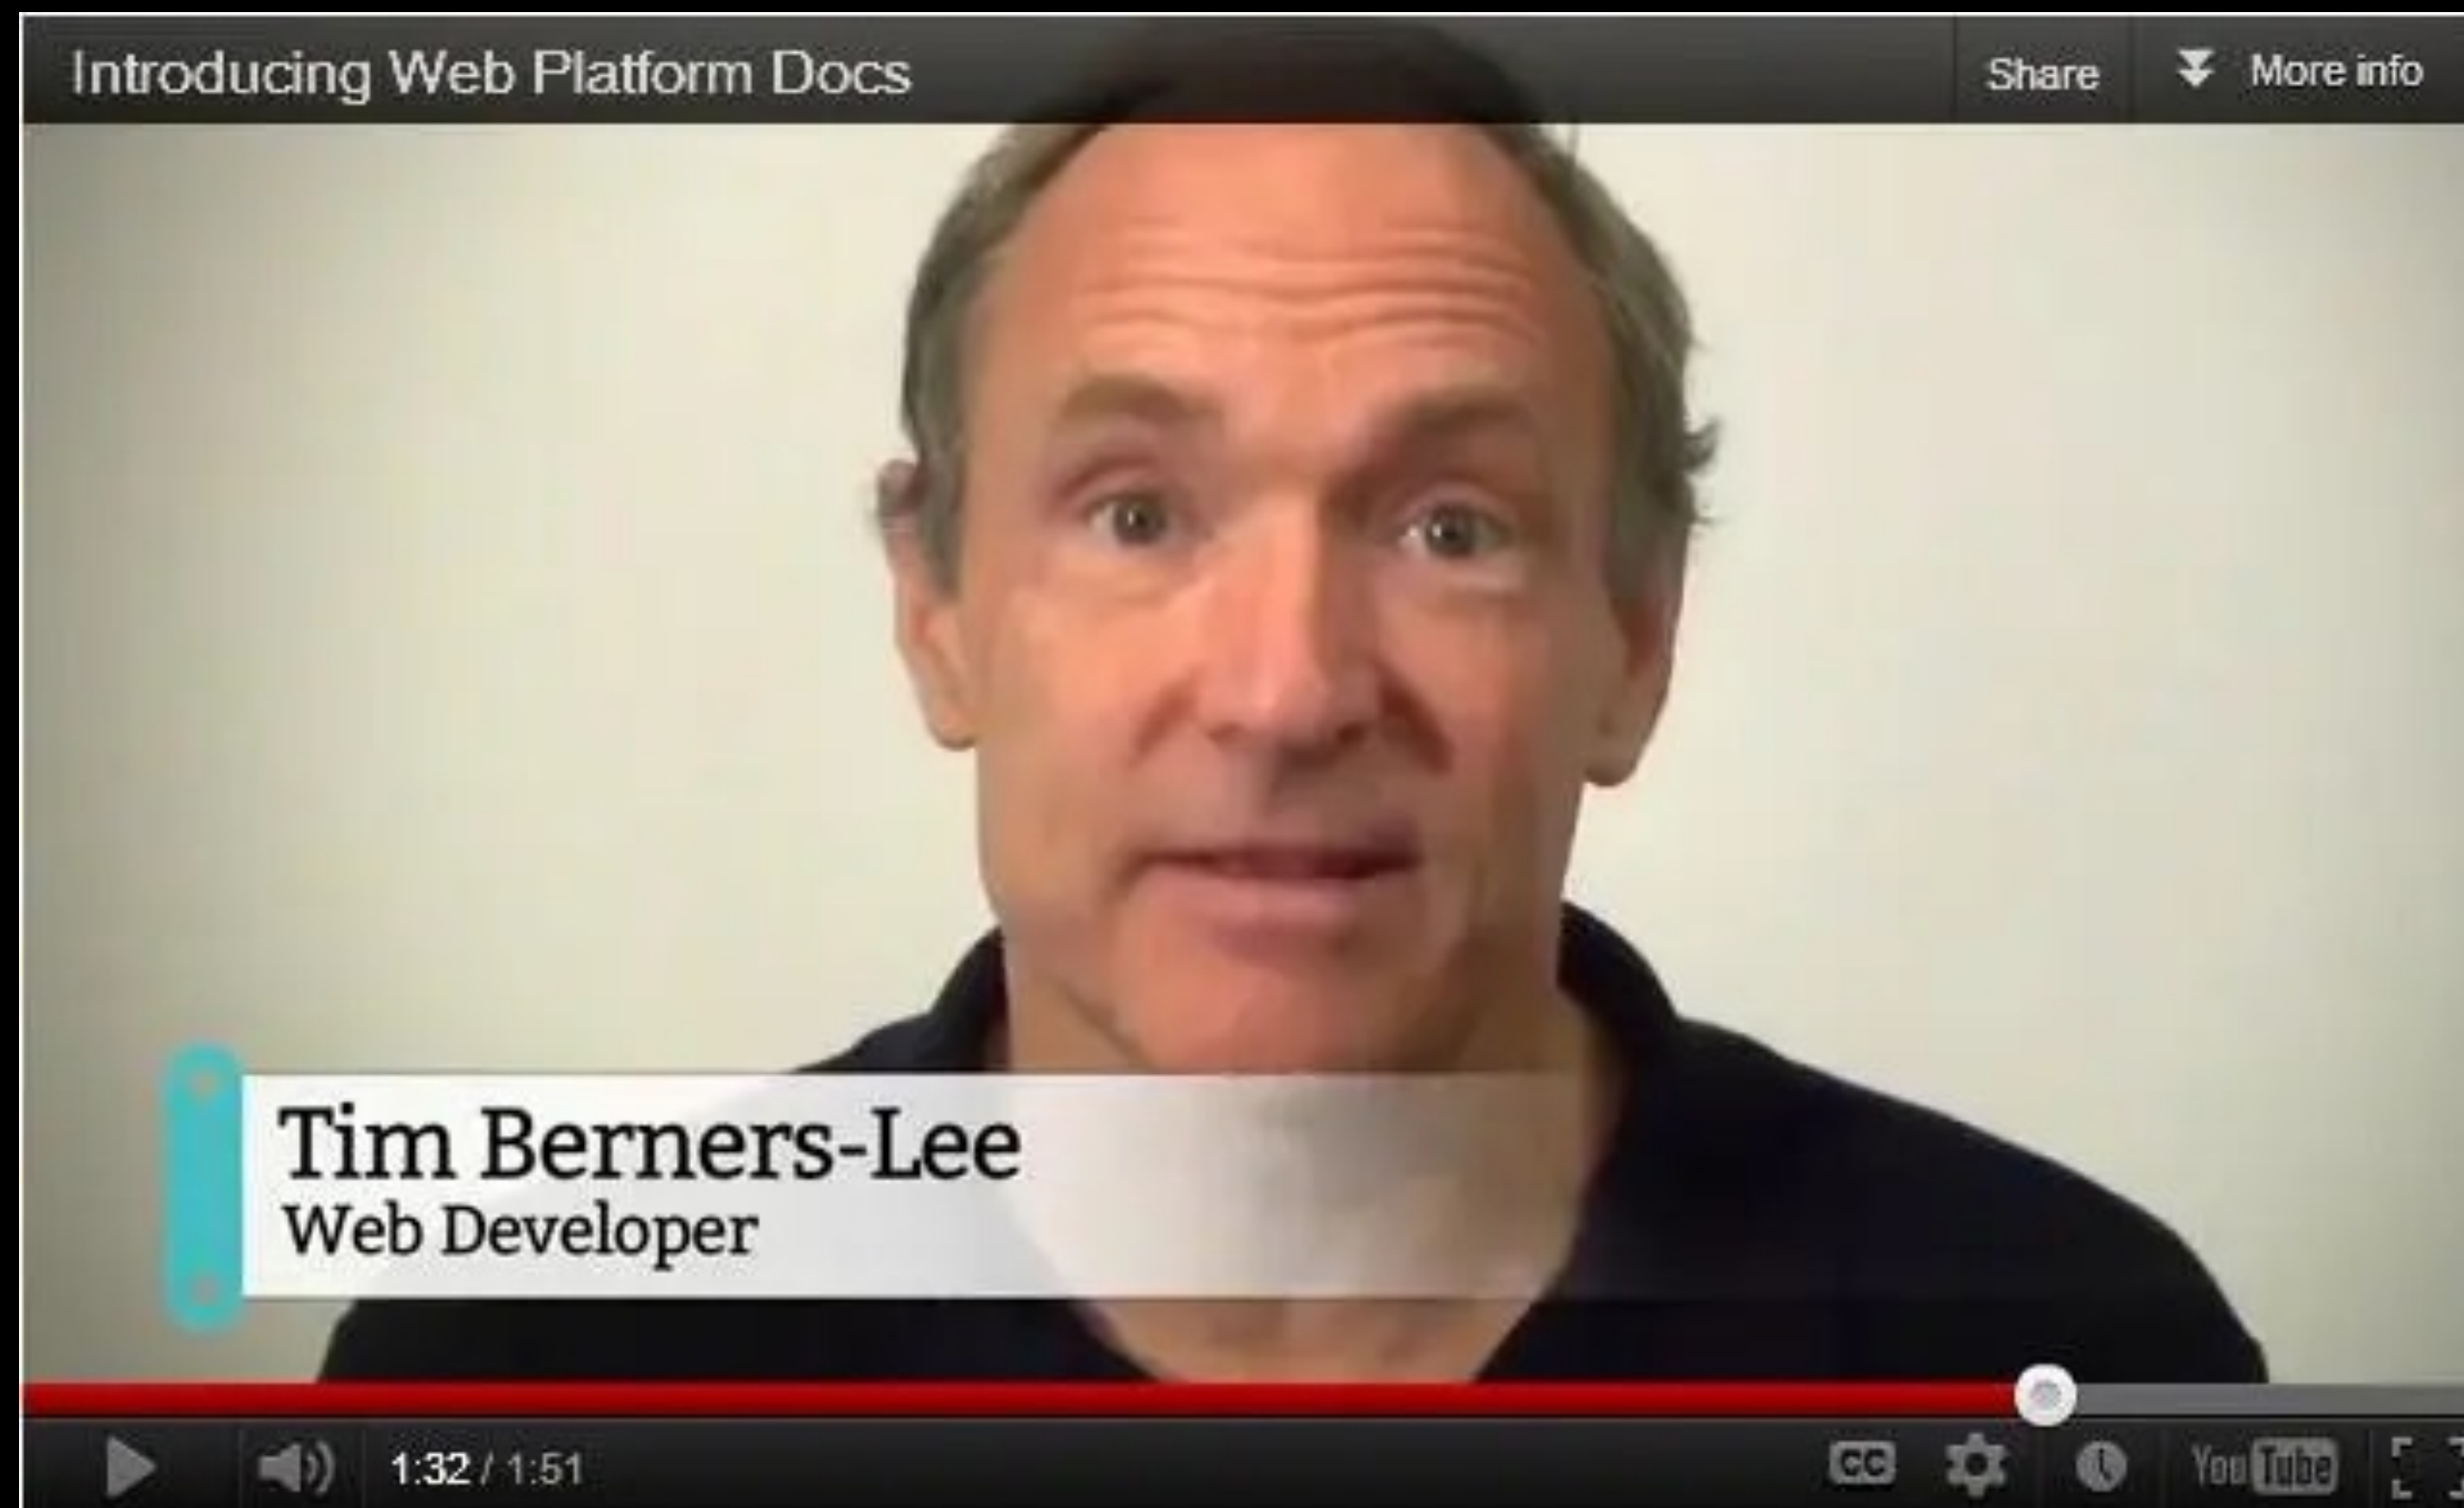 Introducing Web Platform Docs
Share
More info
Tim Berners-Lee
Web Developer
1:32 / 1:51
CC
YouTube